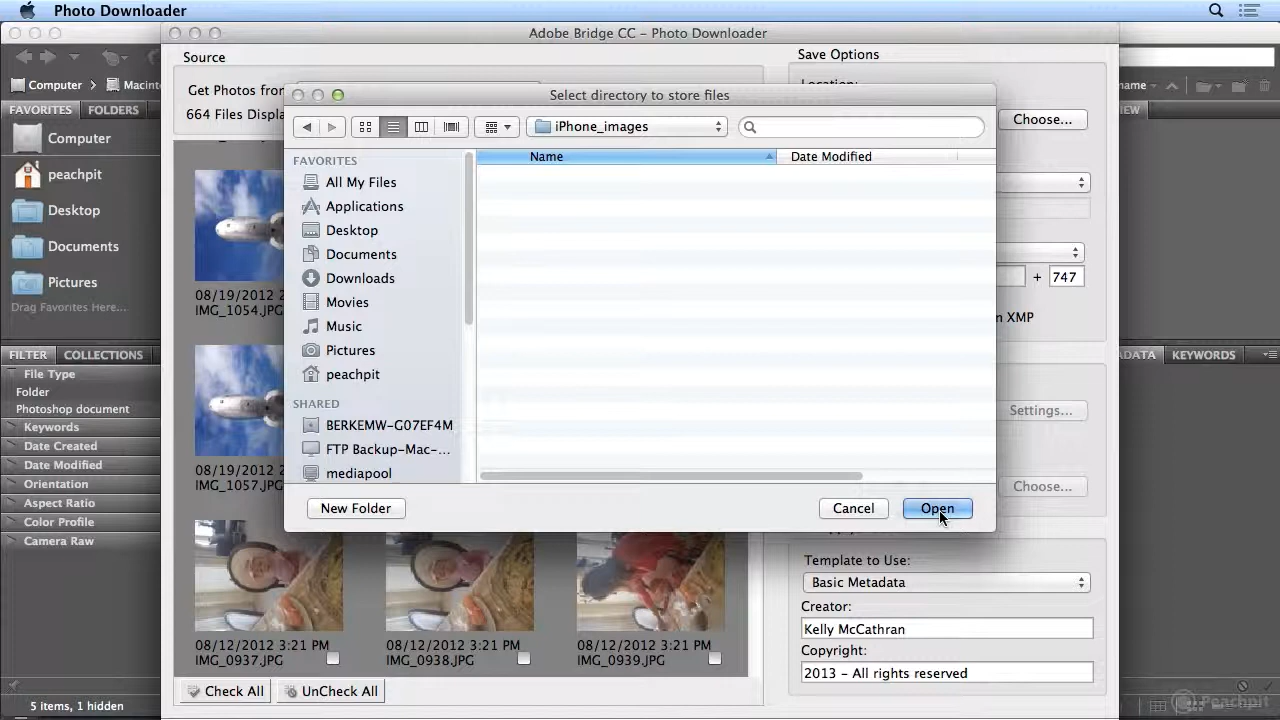 Photo Downloader
Adobe Bridge CC - Photo Downloader
Source
Save Options
Get Photos from
664 Files Displa
Location:
Choose...
Computer
Macint
name
FAVORITES
FOLDERS
Computer
peachpit
Desktop
Documents
Pictures
Drag Favorites Here...
Select directory to store files
iPhone_images
Name
Date Modified
FAVORITES
All My Files
Applications
Desktop
Documents
Downloads
Movies
Music
Pictures
peachpit
SHARED
BERKEMW-G07EF4M
FTP Backup-Mac-...
mediapool
New Folder
Cancel
Open
+ 747
n XMP
Settings...
Choose...
ADATA
KEYWORDS
FILTER
COLLECTIONS
File Type
Folder
Photoshop document
Keywords
Date Created
Date Modified
Orientation
Aspect Ratio
Color Profile
Camera Raw
08/19/2012 2
IMG_1054.JPG
08/19/2012 2
IMG_1057.JPG
08/12/2012 3:21 PM
IMG_0937.JPG
08/12/2012 3:21 PM
IMG_0938.JPG
08/12/2012 3:21 PM
IMG_0939.JPG
Check All
UnCheck All
Template to Use:
Basic Metadata
Creator:
Kelly McCathran
Copyright:
2013 - All rights reserved
5 items, 1 hidden
Peachpit